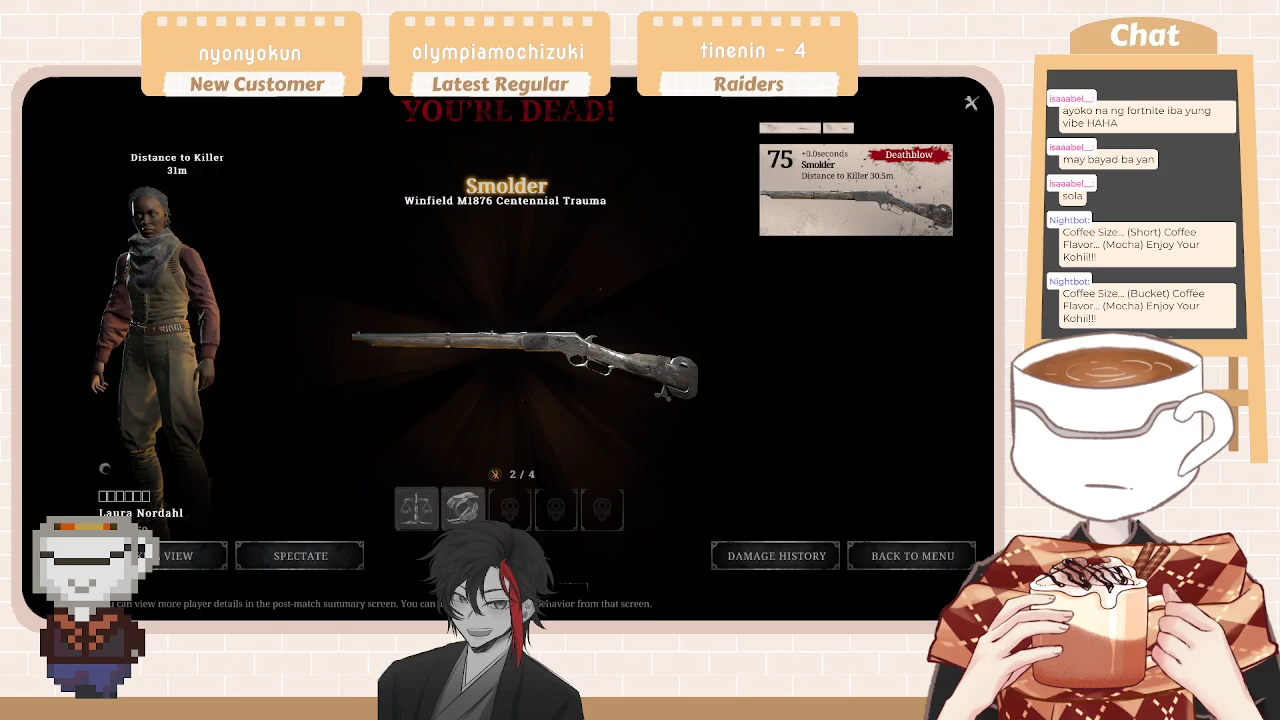 nyonyokun
New Customer
olympiamochizuki
Latest Regular
tinenin - 4
Raiders
Chat
YOU'RE DEAD!
Distance to Killer
31m
Smolder
Winfield M1876 Centennial Trauma
75
+0.0seconds
Smolder
Distance to Killer 30.5m
Deathblow
2 / 4
Laura Nordahl
VIEW
SPECTATE
DAMAGE HISTORY
BACK TO MENU
can view more player details in the post-match summary screen. You can
behavior from that screen.
isaaabel__:
ayoko na ng fortnite iba yung
vibe HAHA
isaaabel__:
may bayad ba yan
isaaabel__:
sola
Nightbot:
Coffee Size... (Short) Coffee
Flavor... (Mocha) Enjoy Your
Kohii!!!
Nightbot:
Coffee Size... (Bucket) Coffee
Flavor... (Mocha) Enjoy Your
Kohii!!!